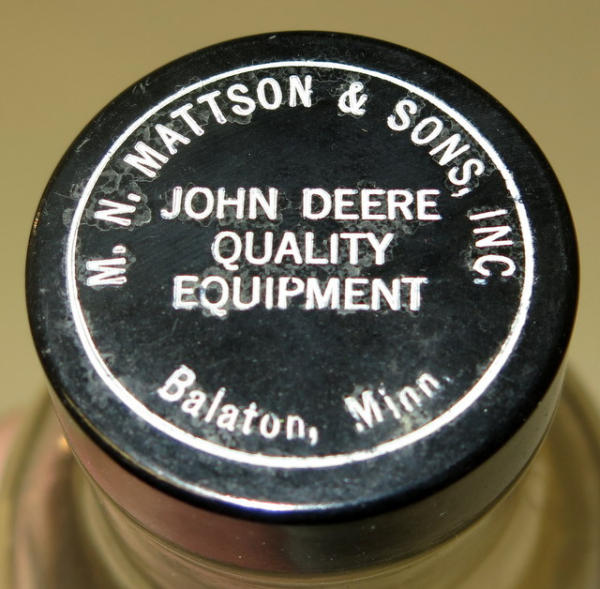 M. N. MATTSON & SONS, INC
JOHN DEERE
QUALITY
EQUIPMENT
Balaton, Minn